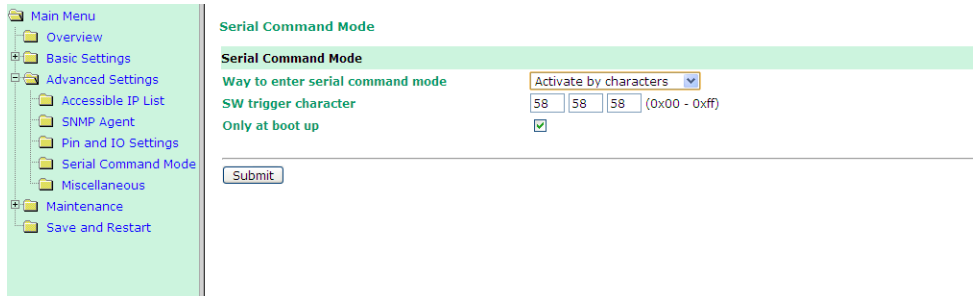 Main Menu
Overview
Basic Settings
Advanced Settings
Accessible IP List
SNMP Agent
Pin and IO Settings
Serial Command Mode
Miscellaneous
Maintenance
Save and Restart
Serial Command Mode
Serial Command Mode
Way to enter serial command mode Activate by characters
SW trigger character 58 58 58 (0x00 - 0xff)
Only at boot up
Submit